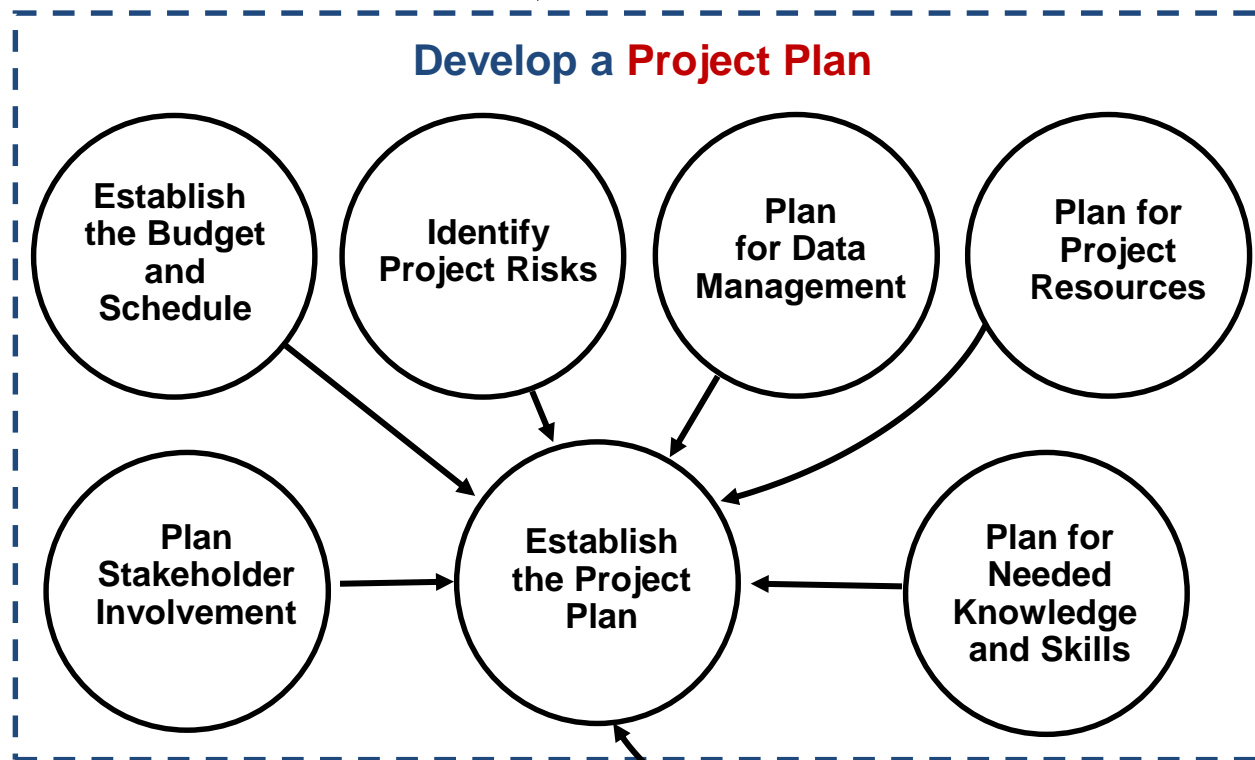 Develop a Project Plan
Establish
the Budget
and
Schedule
Identify
Project Risks
Plan
for Data
Management
Plan for
Project
Resources
Plan
Stakeholder
Involvement
Establish
the Project
Plan
Plan for
Needed
Knowledge
and Skills